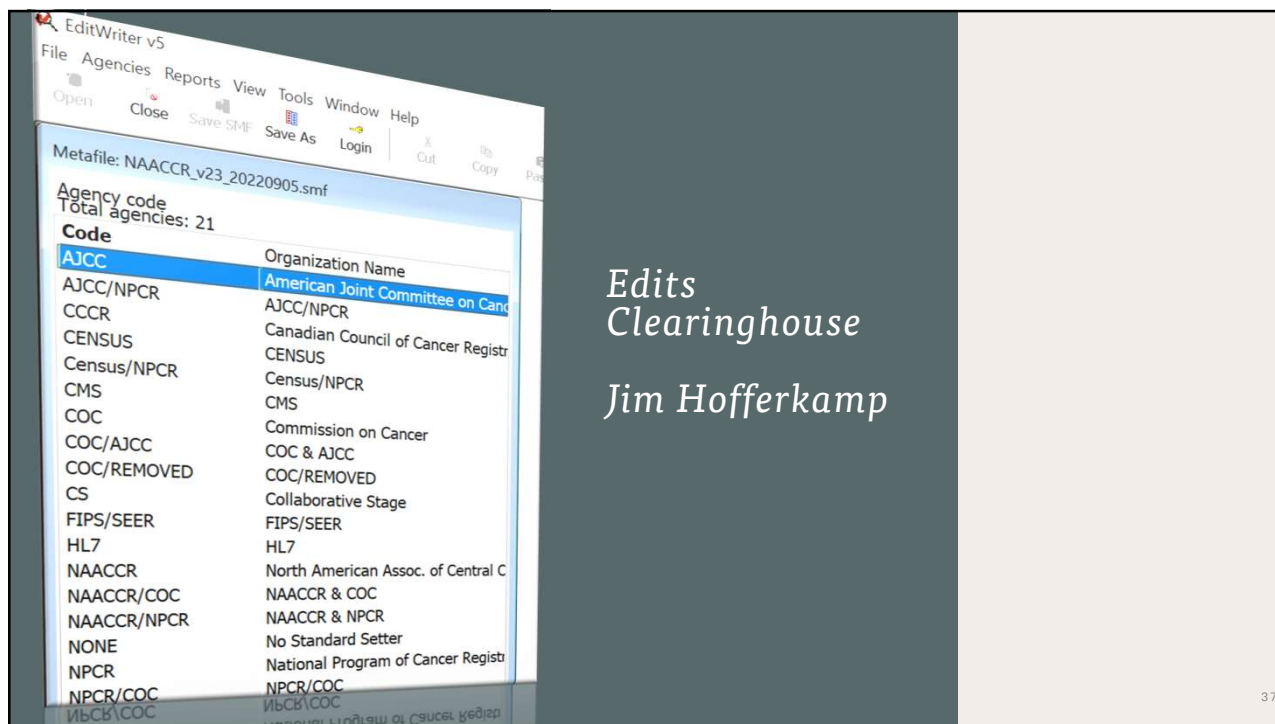 EditWriter v5
File Agencies Reports View Tools Window Help
Open Close Save SMF Save As Login Cut Copy
Metafile: NAACCR_v23_20220905.smf
Agency code
Total agencies: 21
Code Organization Name
AJCC American Joint Committee on Canc
AJCC/NPCR AJCC/NPCR
CCCR Canadian Council of Cancer Registr
CENSUS CENSUS
Census/NPCR Census/NPCR
CMS CMS
COC Commission on Cancer
COC/AJCC COC & AJCC
COC/REMOVED COC/REMOVED
CS Collaborative Stage
FIPS/SEER FIPS/SEER
HL7 HL7
NAACCR North American Assoc. of Central C
NAACCR/COC NAACCR & COC
NAACCR/NPCR NAACCR & NPCR
NONE No Standard Setter
NPCR National Program of Cancer Registr
NPCR/COC NPCR/COC
Edits
Clearinghouse
Jim Hofferkamp
37